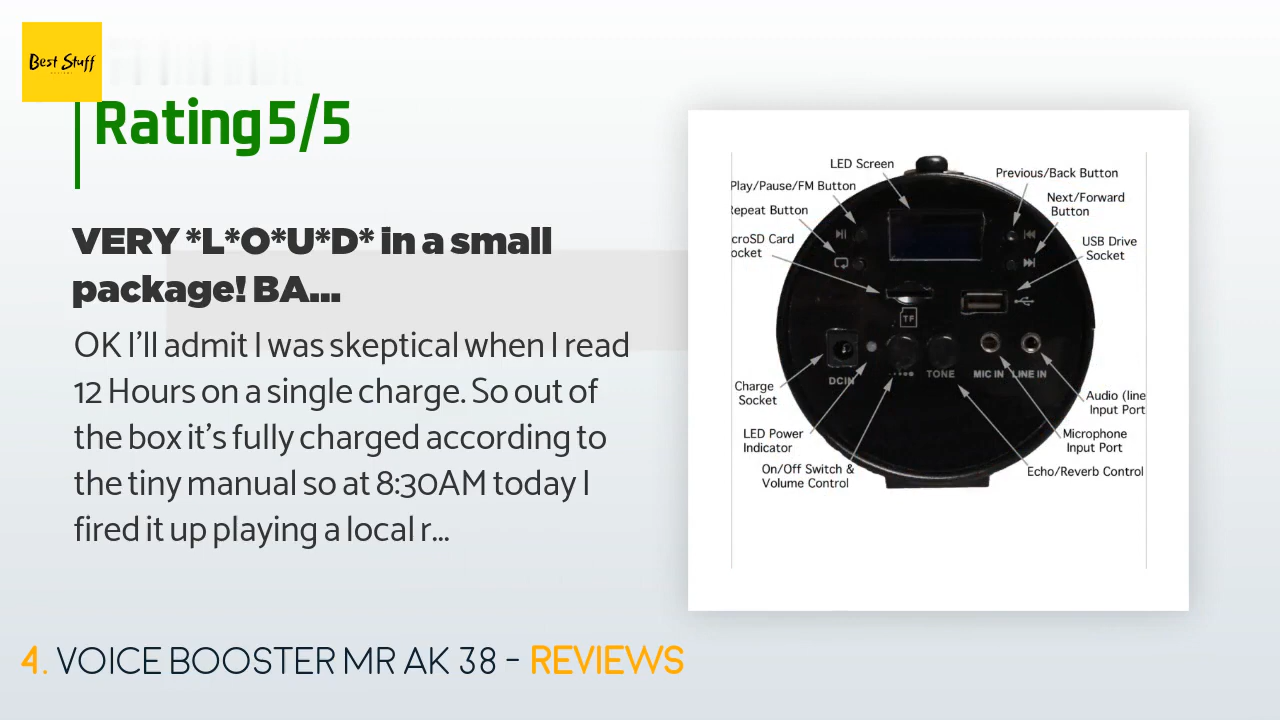 Best Stuff
Rating 5/5
VERY *L*O*U*D* in a small
package! BA...
OK I'll admit I was skeptical when I read
12 Hours on a single charge. So out of
the box it's fully charged according to
the tiny manual so at 8:30AM today I
fired it up playing a local r...
LED Screen
Previous/Back Button
Play/Pause/FM Button
Next/Forward
Button
Repeat Button
croSD Card
ocket
USB Drive
Socket
TF
DCIN
TONE
MIC IN
LINE IN
Charge
Socket
Audio (line
Input Port
LED Power
Indicator
Microphone
Input Port
On/Off Switch &
Volume Control
Echo/Reverb Control
4. VOICE BOOSTER MR AK 38 - REVIEWS